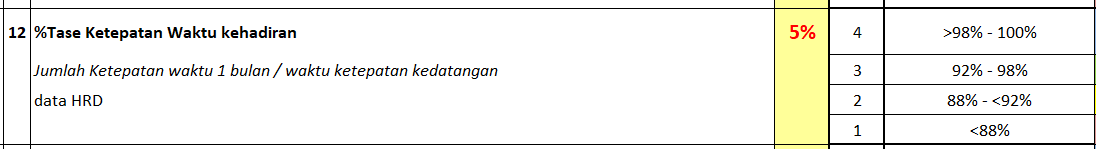 12 %Tase Ketepatan Waktu kehadiran 5% 4 >98% - 100%
Jumlah Ketepatan waktu 1 bulan / waktu ketepatan kedatangan 3 92% - 98%
data HRD 2 88% - <92%
1 <88%